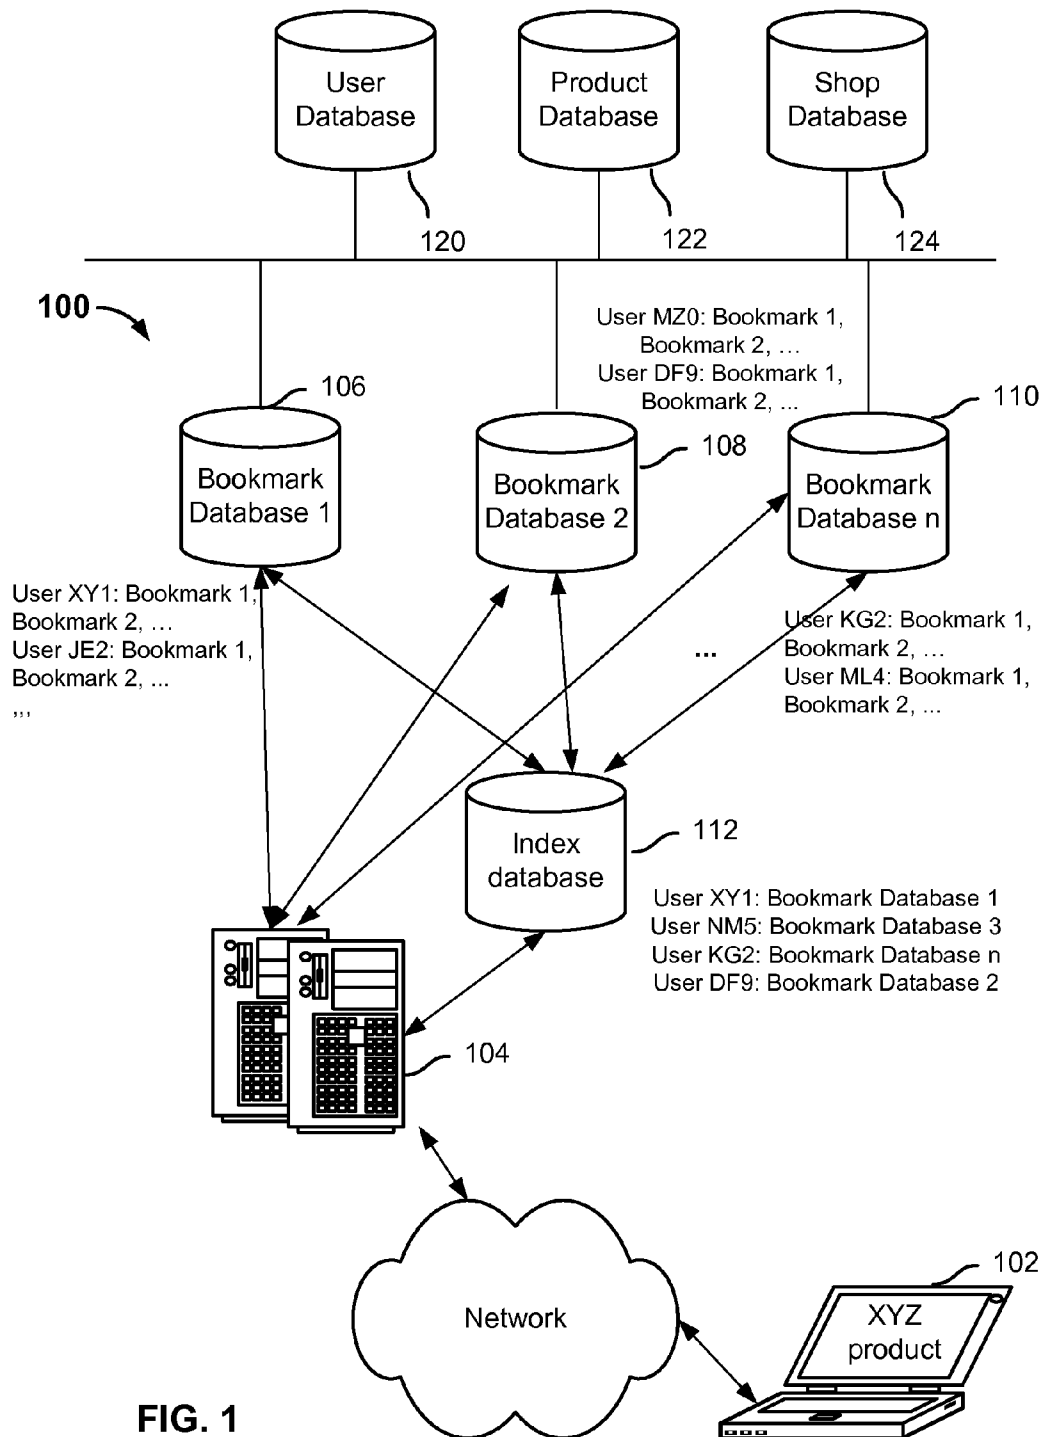 User
Database
Product
Database
Shop
Database
120
122
124
100
User MZ0: Bookmark 1,
Bookmark 2, …
User DF9: Bookmark 1,
Bookmark 2, ...
106
108
110
Bookmark
Database 1
Bookmark
Database 2
Bookmark
Database n
User XY1: Bookmark 1,
Bookmark 2, …
User JE2: Bookmark 1,
Bookmark 2, ...
,,,
...
User KG2: Bookmark 1,
Bookmark 2, …
User ML4: Bookmark 1,
Bookmark 2, ...
Index
database
112
User XY1: Bookmark Database 1
User NM5: Bookmark Database 3
User KG2: Bookmark Database n
User DF9: Bookmark Database 2
104
Network
102
XYZ
product
FIG. 1